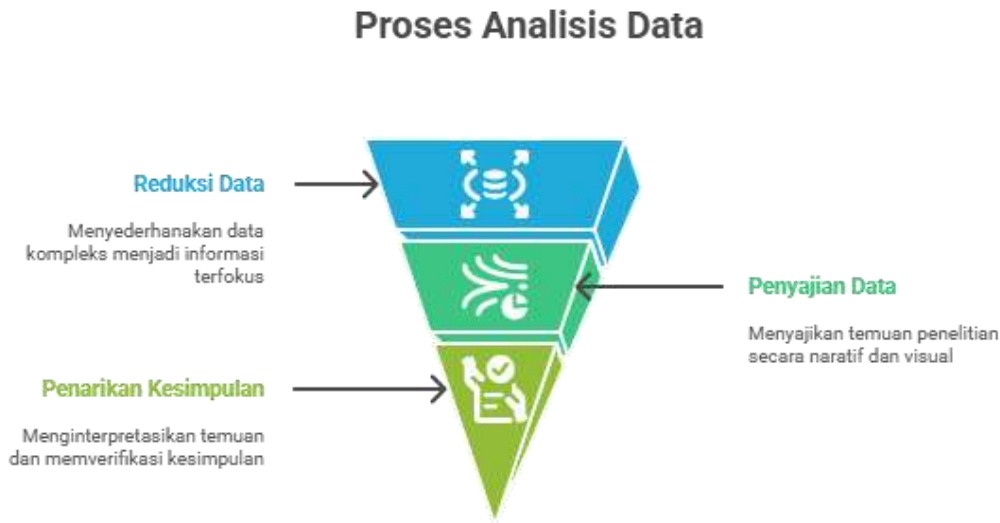 Proses Analisis Data
Reduksi Data
Menyederhanakan data
kompleks menjadi informasi
terfokus
Penyajian Data
Menyajikan temuan penelitian
secara naratif dan visual
Penarikan Kesimpulan
Menginterpretasikan temuan
dan memverifikasi kesimpulan